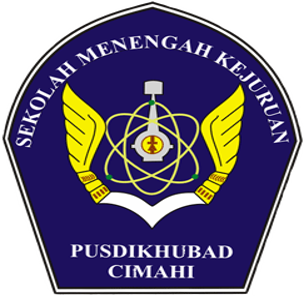 SEKOLAH MENENGAH KEJURUAN
PUSDIKHUBAD
CIMAHI